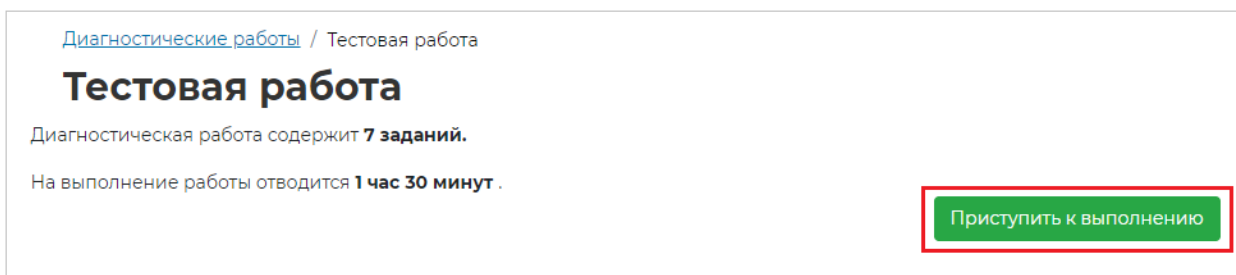 Диагностические работы / Тестовая работа
Тестовая работа
Диагностическая работа содержит 7 заданий.
На выполнение работы отводится 1 час 30 минут .
Приступить к выполнению